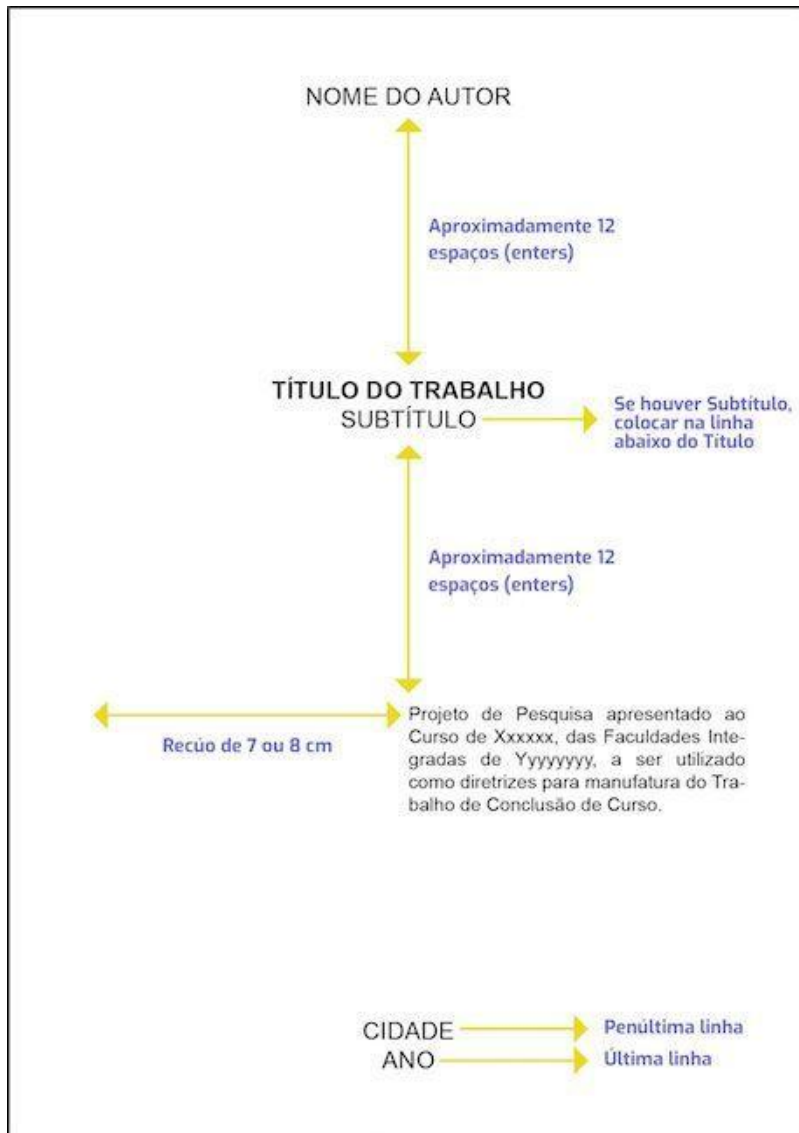 NOME DO AUTOR
Aproximadamente 12
espaços (enters)
TÍTULO DO TRABALHO
SUBTÍTULO
Se houver Subtítulo,
colocar na linha
abaixo do Título
Aproximadamente 12
espaços (enters)
Recúo de 7 ou 8 cm
Projeto de Pesquisa apresentado ao
Curso de Xxxxxx, das Faculdades Inte-
gradas de Yyyyyyyy, a ser utilizado
como diretrizes para manufatura do Tra-
balho de Conclusão de Curso.
CIDADE
Penúltima linha
ANO
Última linha